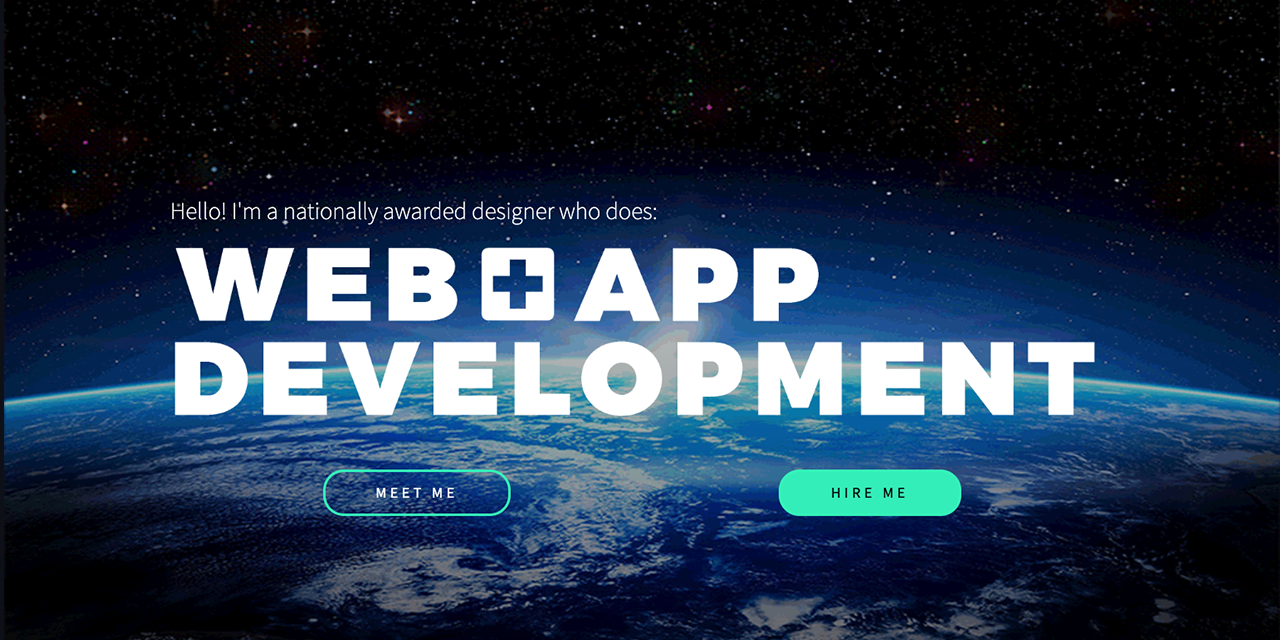 Hello! I'm a nationally awarded designer who does:
WEB + APP
DEVELOPMENT
MEET ME
HIRE ME